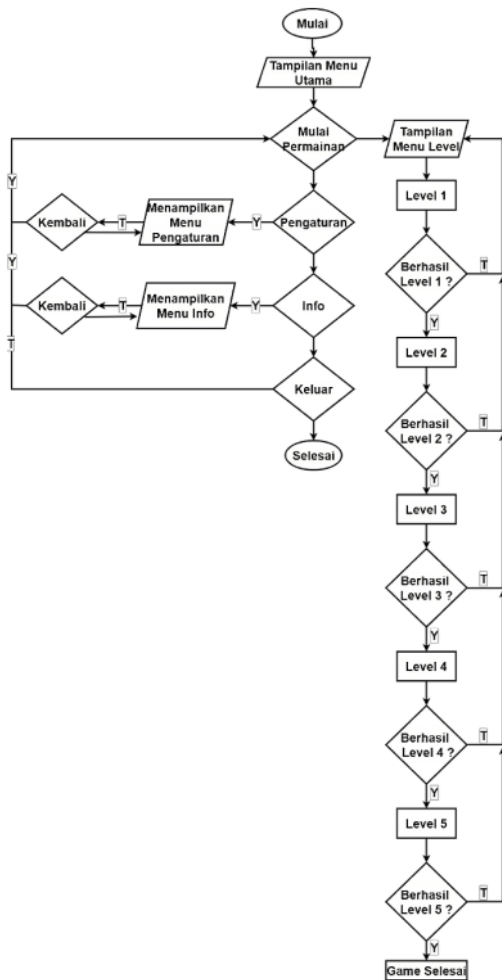 Mulai
Tampilan Menu
Utama
Mulai
Permainan
Tampilan
Menu Level
Y
Level 1
Kembali
T
Menampilkan
Menu
Pengaturan
Y
Pengaturan
Berhasil
Level 1 ?
T
Y
Y
Kembali
T
Menampilkan
Menu Info
Y
Info
Level 2
T
Keluar
Berhasil
Level 2 ?
T
Selesai
Y
Level 3
Berhasil
Level 3 ?
T
Y
Level 4
Berhasil
Level 4 ?
T
Y
Level 5
Berhasil
Level 5 ?
T
Y
Game Selesai